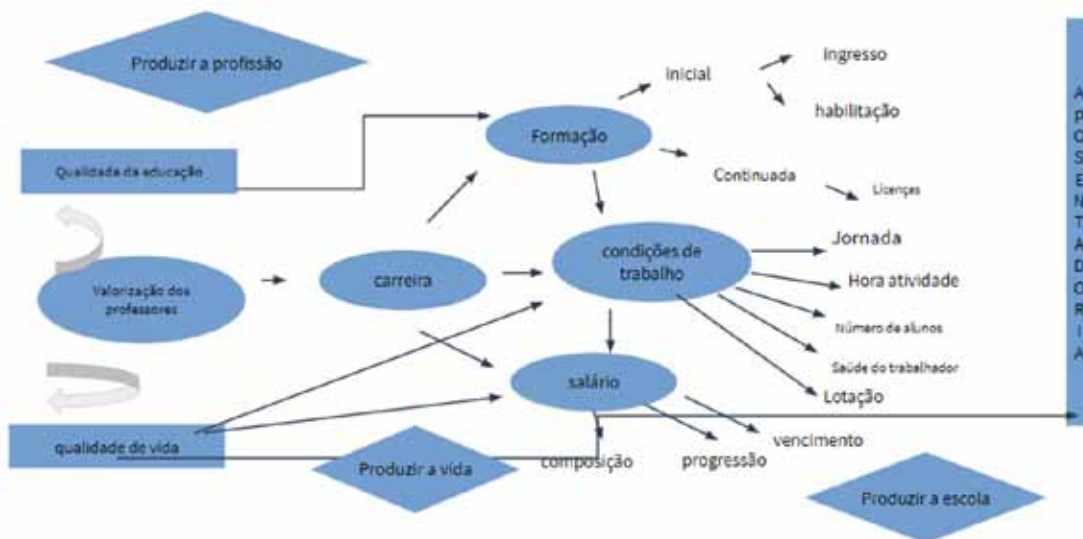 Produzir a profissão
Inicial
Ingresso
habilitação
Formação
Qualidade da educação
Continuada
Licenças
condições de
trabalho
Jornada
Hora atividade
Número de alunos
Saúde do trabalhador
Lotação
carreira
Valorização dos
professores
salário
vencimento
progressão
composição
qualidade de vida
Produzir a vida
Produzir a escola
APOSENTADORIA